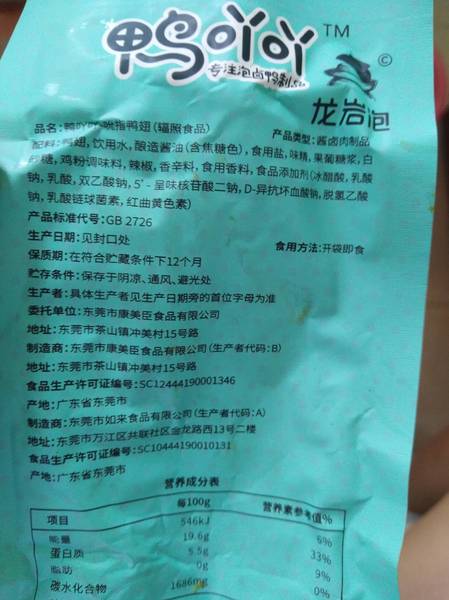 鸭吖吖™
专注泡卤鸭制品
©
龙岩泡
品名:鸭吖吖吮指鸭翅(辐照食品)
产品类型:酱卤肉制品
配料:鸭翅,饮用水,酿造酱油(含焦糖色),食用盐,味精,果葡糖浆,白
砂糖,鸡粉调味料,辣椒,香辛料,食用香料,食品添加剂(冰醋酸,乳酸
钠,乳酸,双乙酸钠,5'-呈味核苷酸二钠,D-异抗坏血酸钠,脱氢乙酸
钠,乳酸链球菌素,红曲黄色素)
产品标准代号:GB 2726
生产日期:见封口处
食用方法:开袋即食
保质期:在符合贮藏条件下12个月
贮存条件:保存于阴凉、通风、避光处
生产者:具体生产者见生产日期旁的首位字母为准
委托单位:东莞市康美臣食品有限公司
地址:东莞市茶山镇冲美村15号路
制造商:东莞市康美臣食品有限公司(生产者代码:B)
地址:东莞市茶山镇冲美村15号路
食品生产许可证编号:SC12444190001346
产地:广东省东莞市
制造商:东莞市如来食品有限公司(生产者代码:A)
地址:东莞市万江区共联社区金龙路西13号二楼
食品生产许可证编号:SC10444190010131
产地:广东省东莞市
营养成分表
项目 每100g 营养素参考值%
能量 546kJ 6%
蛋白质 19.6g 33%
脂肪 5.5g 9%
碳水化合物 0g 0%
1686mg